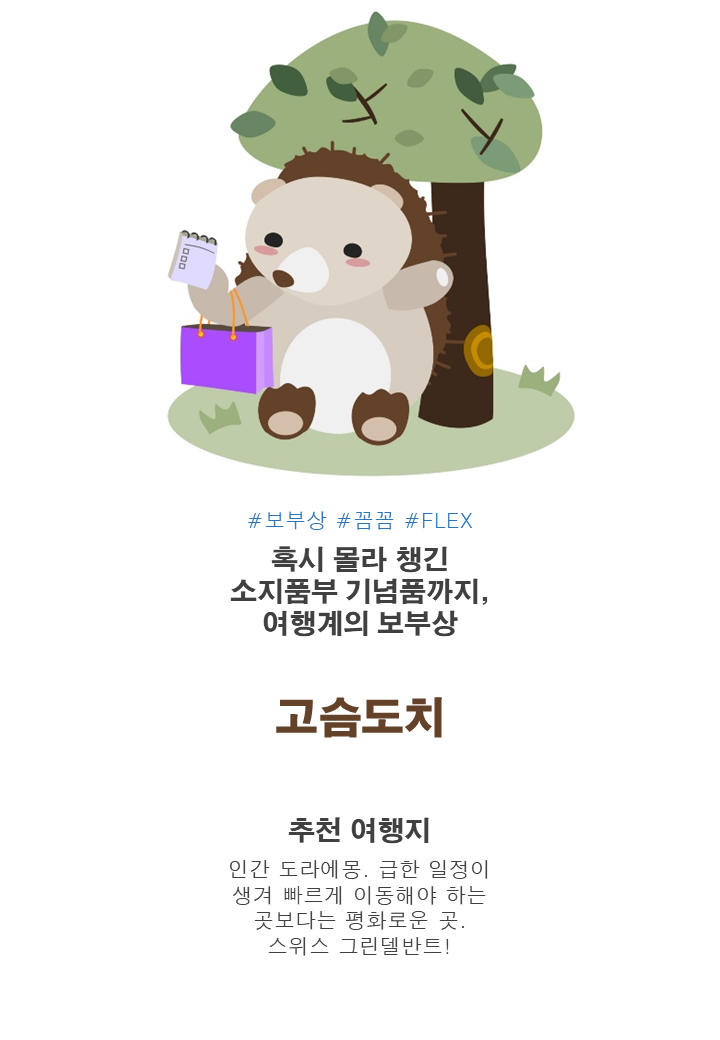 #보부상 #꼼꼼 #FLEX
혹시 몰라 챙긴
소지품부 기념품까지,
여행계의 보부상
고슴도치
추천 여행지
인간 도라에몽. 급한 일정이
생겨 빠르게 이동해야 하는
곳보다는 평화로운 곳.
스위스 그린델반트!